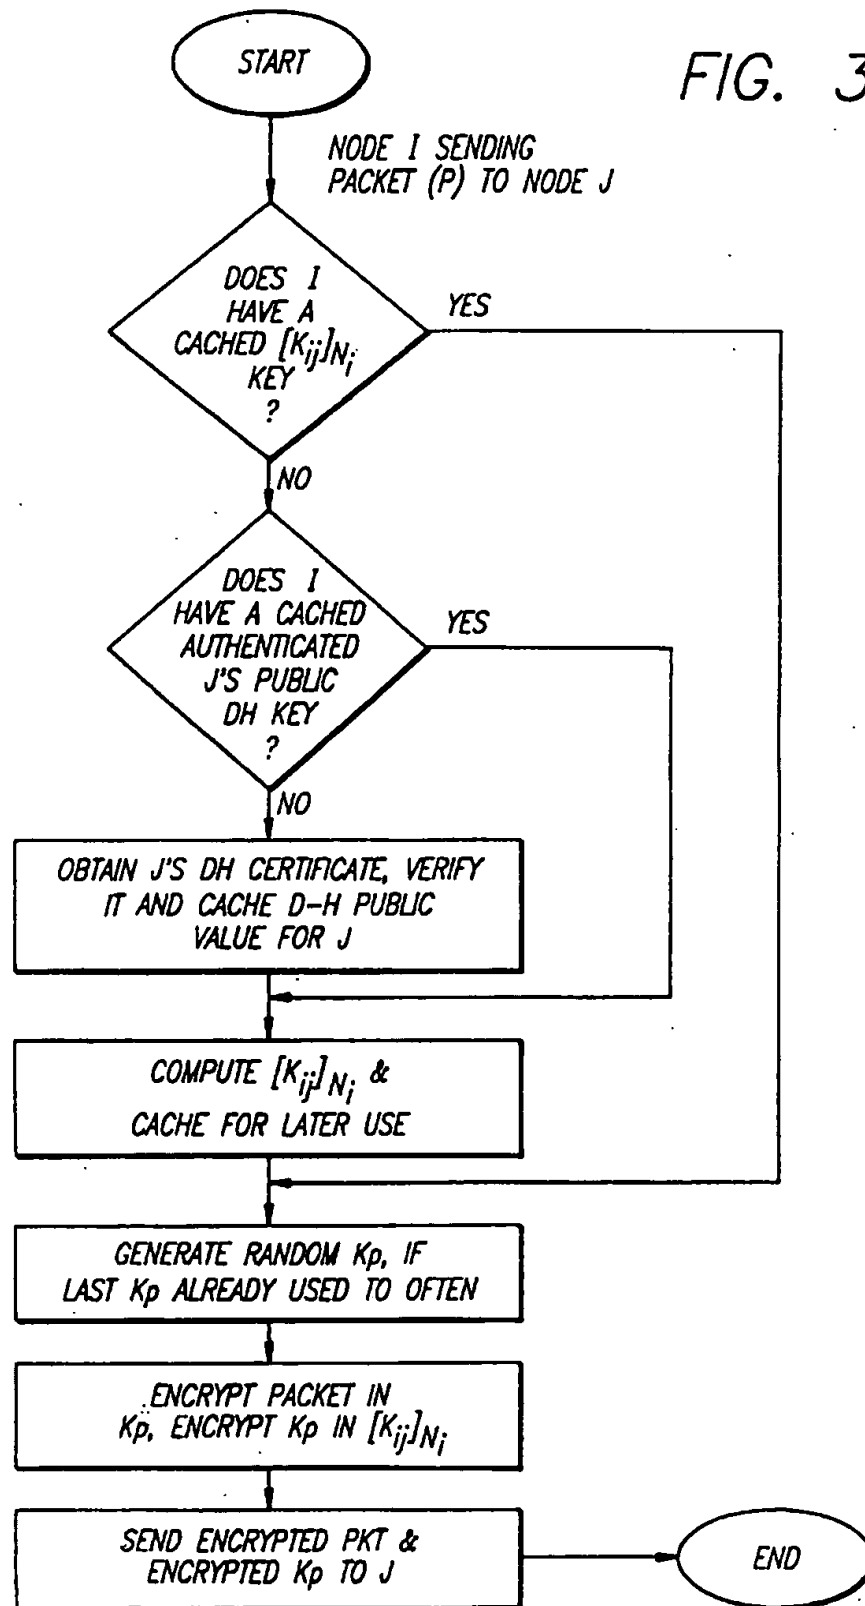 START
FIG. 3
NODE I SENDING
PACKET (P) TO NODE J
DOES I
HAVE A
CACHED [Kij]Ni
KEY
?
YES
NO
DOES I
HAVE A CACHED
AUTHENTICATED
J'S PUBLIC
DH KEY
?
YES
NO
OBTAIN J'S DH CERTIFICATE, VERIFY
IT AND CACHE D-H PUBLIC
VALUE FOR J
COMPUTE [Kij]Ni &
CACHE FOR LATER USE
GENERATE RANDOM Kp, IF
LAST Kp ALREADY USED TO OFTEN
ENCRYPT PACKET IN
Kp, ENCRYPT Kp IN [Kij]Ni
SEND ENCRYPTED PKT &
ENCRYPTED Kp TO J
END